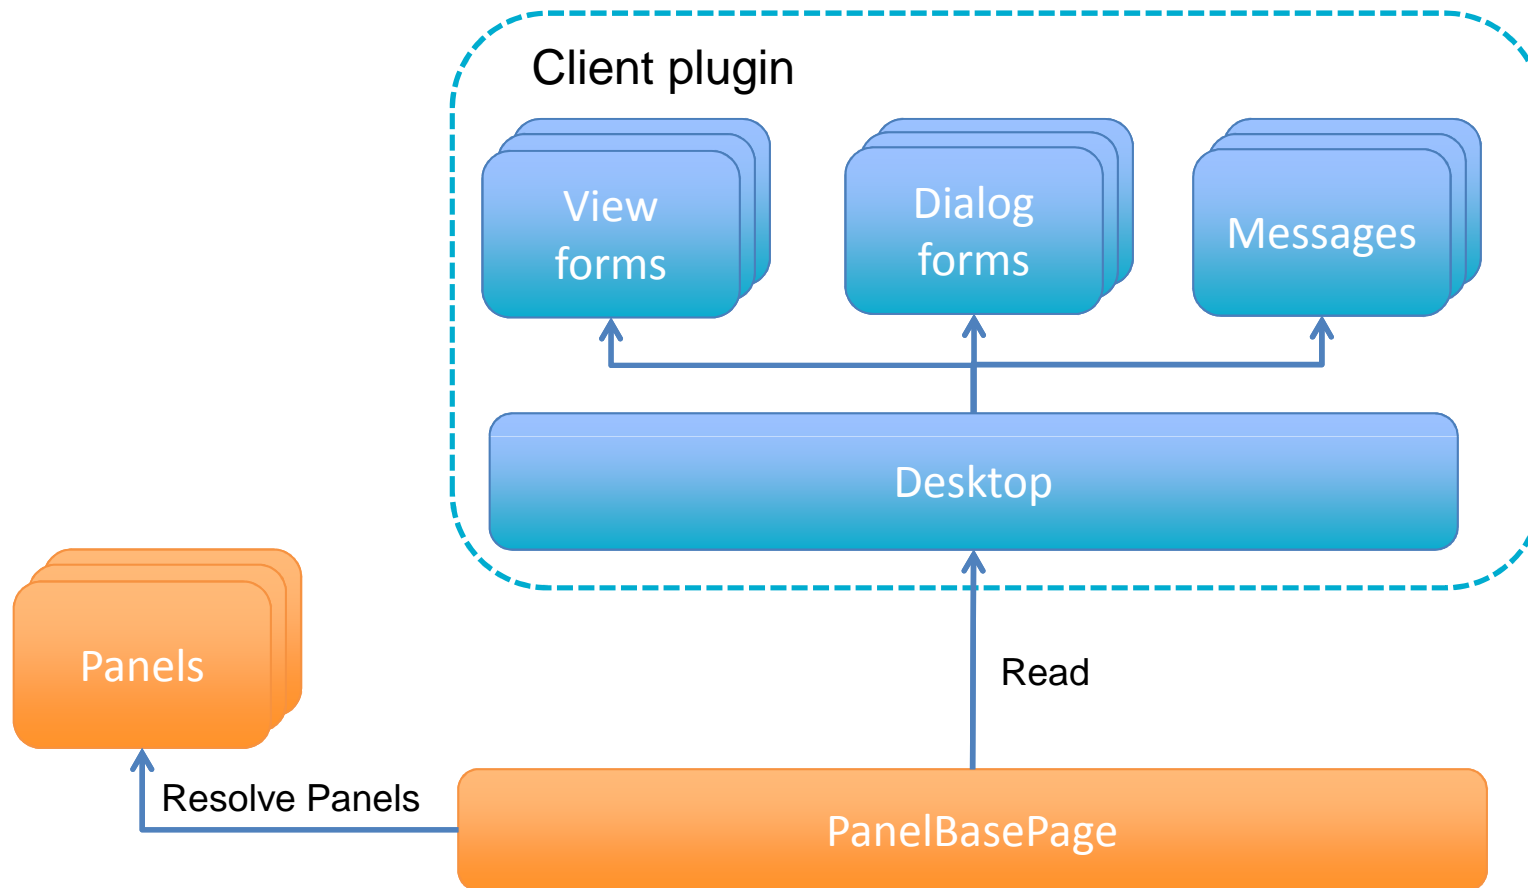 Client plugin
View
forms
Dialog
forms
Messages
Desktop
Panels
Read
Resolve Panels
PanelBasePage